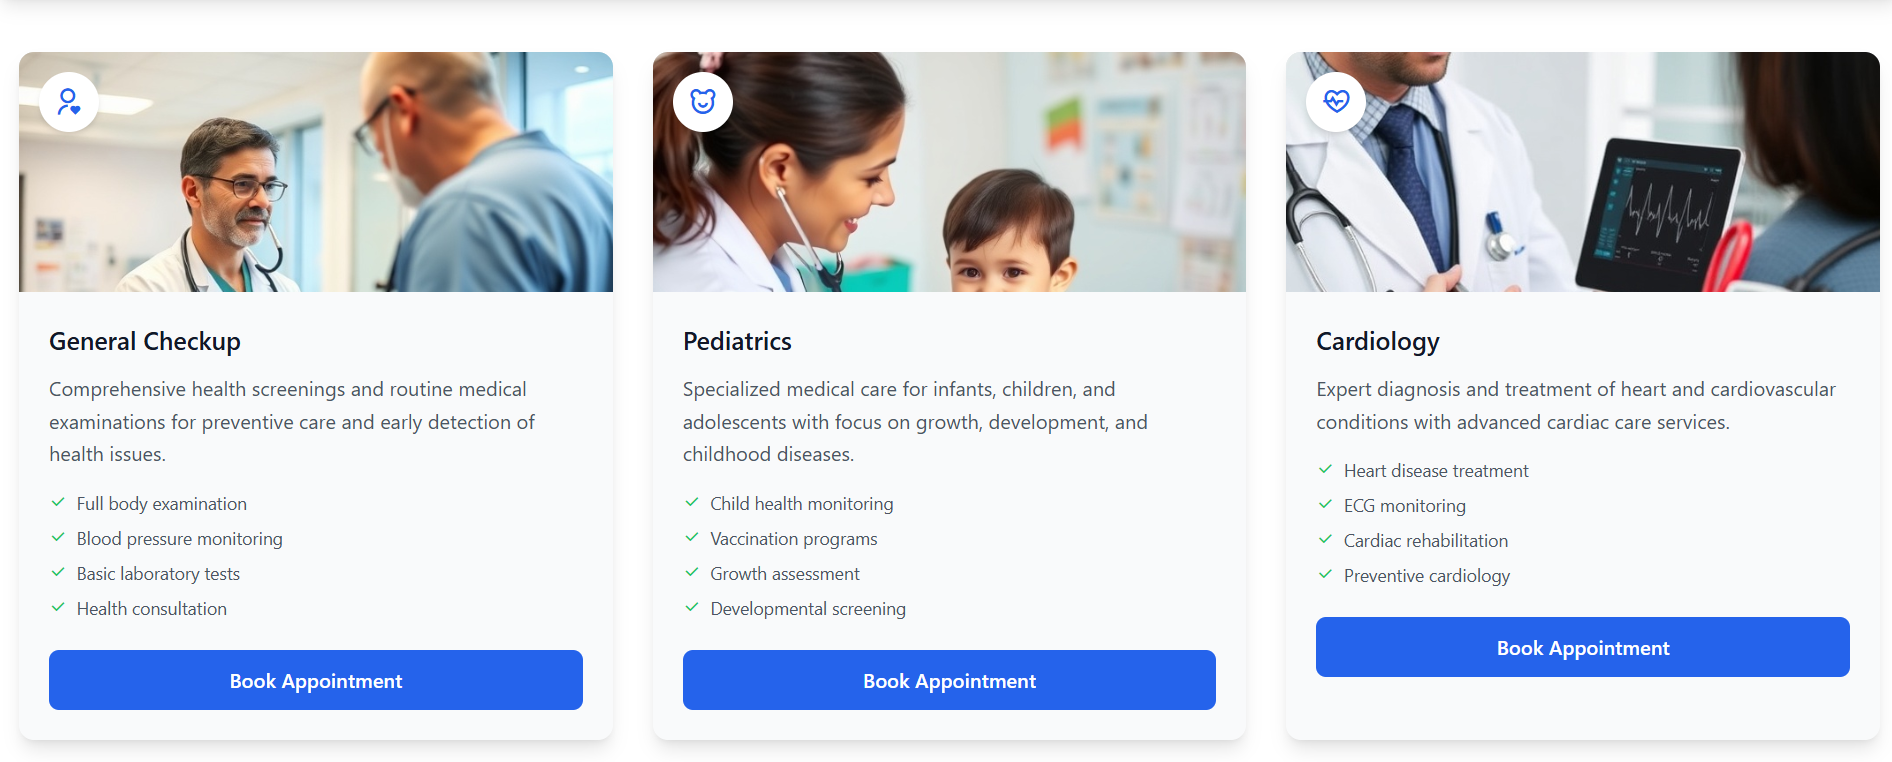 General Checkup
Comprehensive health screenings and routine medical
examinations for preventive care and early detection of
health issues.
Full body examination
Blood pressure monitoring
Basic laboratory tests
Health consultation
Book Appointment
Pediatrics
Specialized medical care for infants, children, and
adolescents with focus on growth, development, and
childhood diseases.
Child health monitoring
Vaccination programs
Growth assessment
Developmental screening
Book Appointment
Cardiology
Expert diagnosis and treatment of heart and cardiovascular
conditions with advanced cardiac care services.
Heart disease treatment
ECG monitoring
Cardiac rehabilitation
Preventive cardiology
Book Appointment